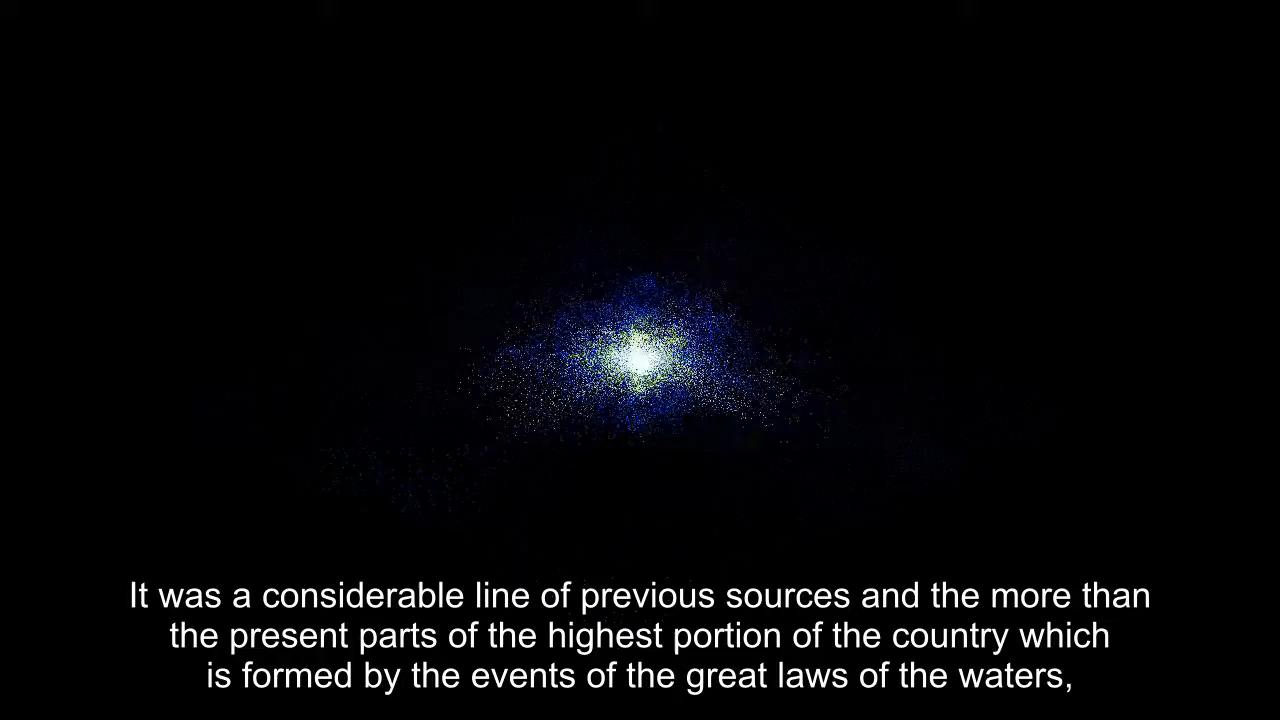 It was a considerable line of previous sources and the more than
the present parts of the highest portion of the country which
is formed by the events of the great laws of the waters,